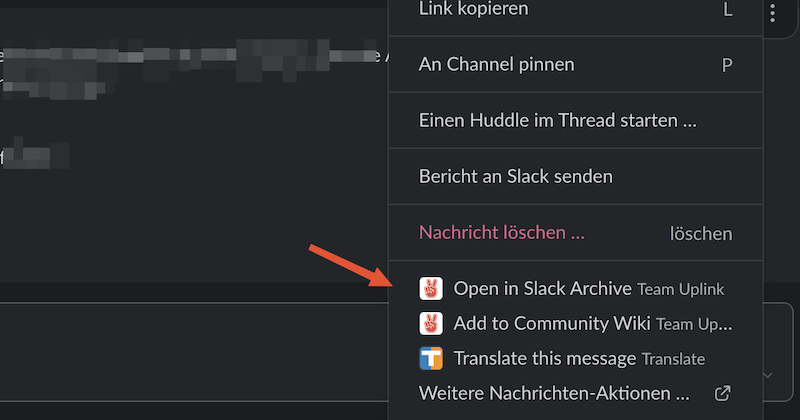 Link kopieren L
An Channel pinnen P
Einen Huddle im Thread starten ...
Bericht an Slack senden
Nachricht löschen ... löschen
Open in Slack Archive Team Uplink
Add to Community Wiki Team Up...
Translate this message Translate
Weitere Nachrichten-Aktionen ...